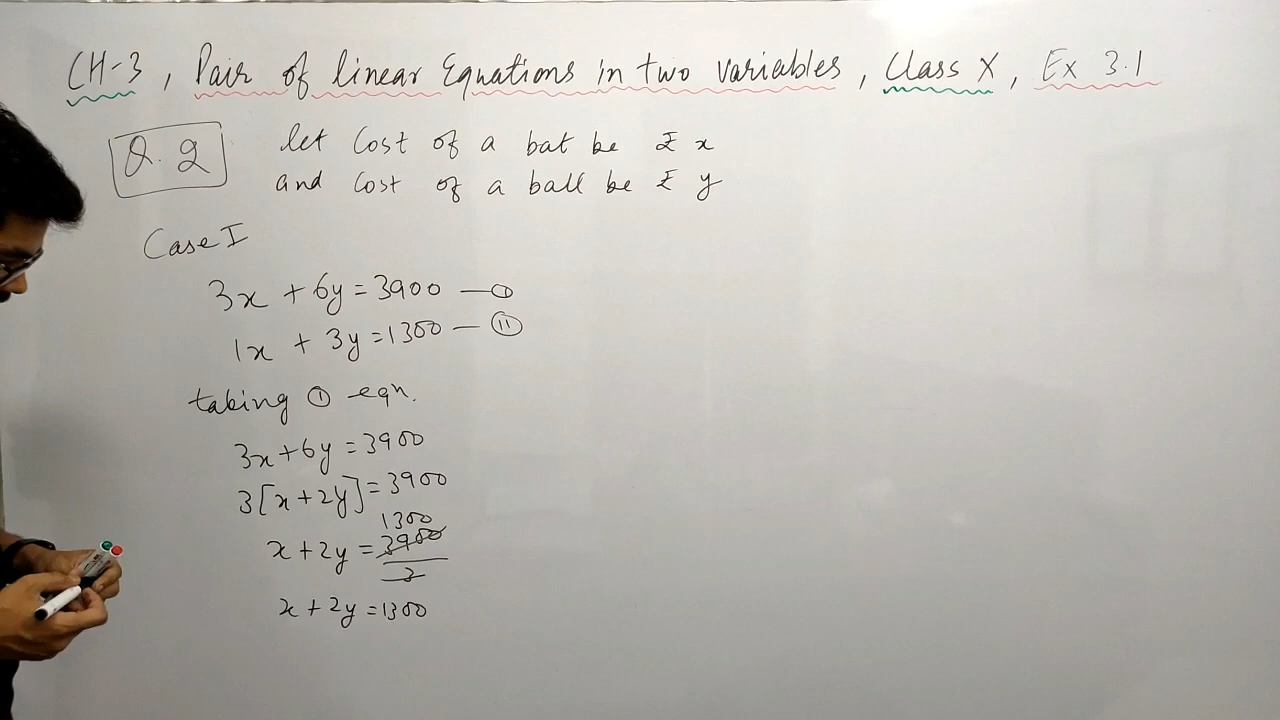 CH-3, Pair of linear Equations in two variables, Class X, Ex 3.1
Q. 2
let Cost of a bat be ₹ x
and Cost of a ball be ₹ y
Case I
3x + 6y = 3900 — ①
1x + 3y = 1300 — ⑪
taking ① eqn.
3x + 6y = 3900
3[x + 2y] = 3900
1300
x + 2y = 3900/3
x + 2y = 1300